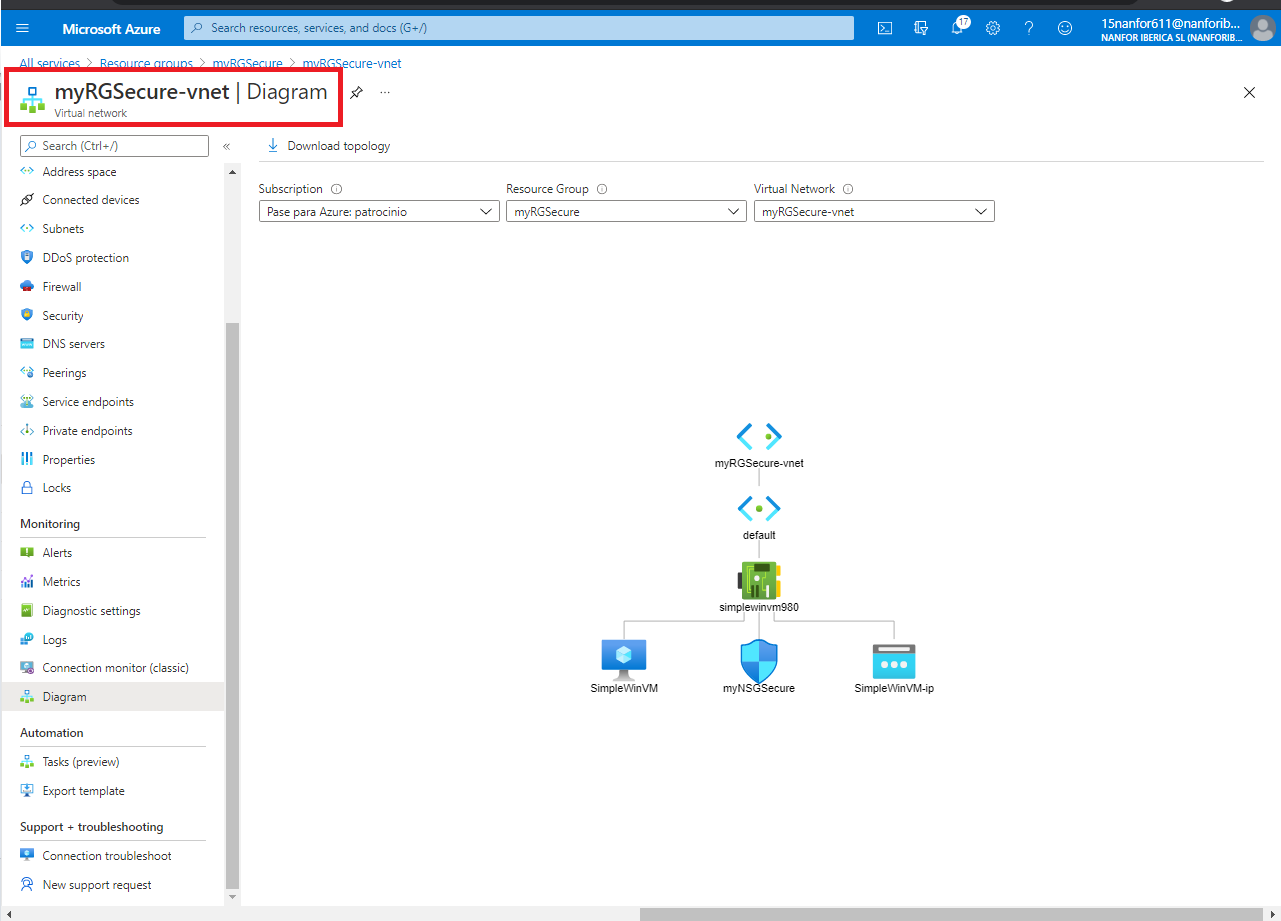 Microsoft Azure
Search resources, services, and docs (G+/)
17
15nanfor611@nanforib...
NANFOR IBERICA SL (NANFORIB...
All services > Resource groups > myRGSecure > myRGSecure-vnet
myRGSecure-vnet | Diagram
...
Virtual network
Search (Ctrl+/)
«
Download topology
Address space
Connected devices
Subnets
DDoS protection
Firewall
Security
DNS servers
Peerings
Service endpoints
Private endpoints
Properties
Locks
Monitoring
Alerts
Metrics
Diagnostic settings
Logs
Connection monitor (classic)
Diagram
Automation
Tasks (preview)
Export template
Support + troubleshooting
Connection troubleshoot
New support request
Subscription
Resource Group
Virtual Network
Pase para Azure: patrocinio
myRGSecure
myRGSecure-vnet
myRGSecure-vnet
default
simplewinvm980
SimpleWinVM
myNSGSecure
SimpleWinVM-ip